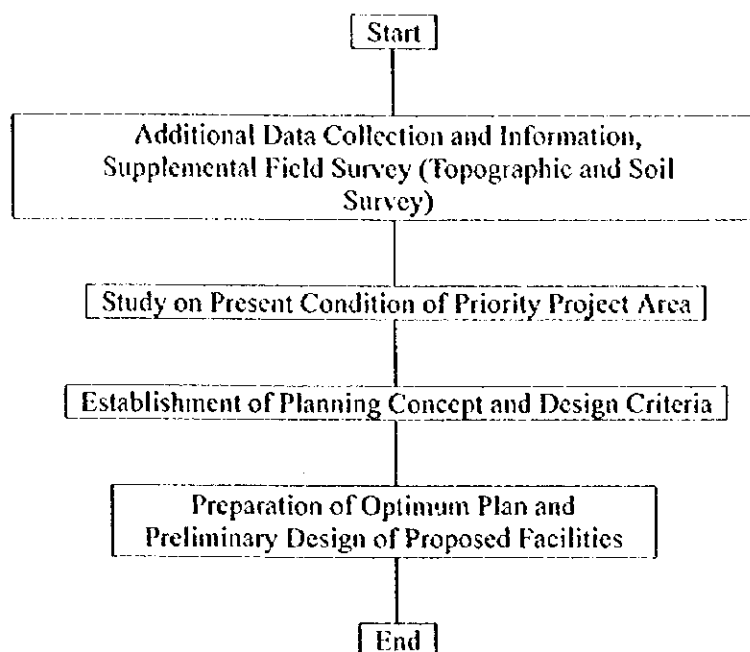 Start
Additional Data Collection and Information,
Supplemental Field Survey (Topographic and Soil
Survey)
Study on Present Condition of Priority Project Area
Establishment of Planning Concept and Design Criteria
Preparation of Optimum Plan and
Preliminary Design of Proposed Facilities
End